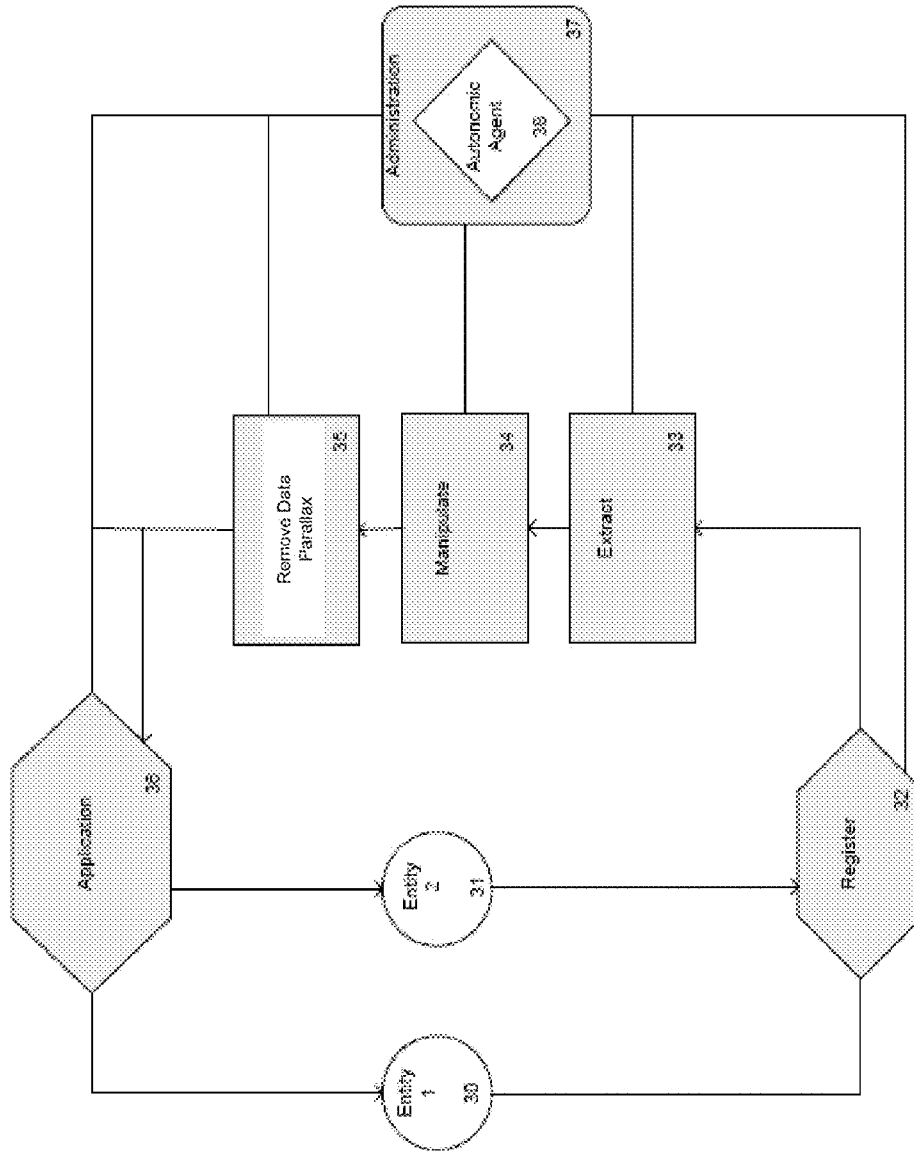 Application
36
Remove Data
Parallax
35
Administration
Autonomic
Agent
38
37
Entity
1
30
Entity
2
31
Manipulate
34
Extract
33
Register
32